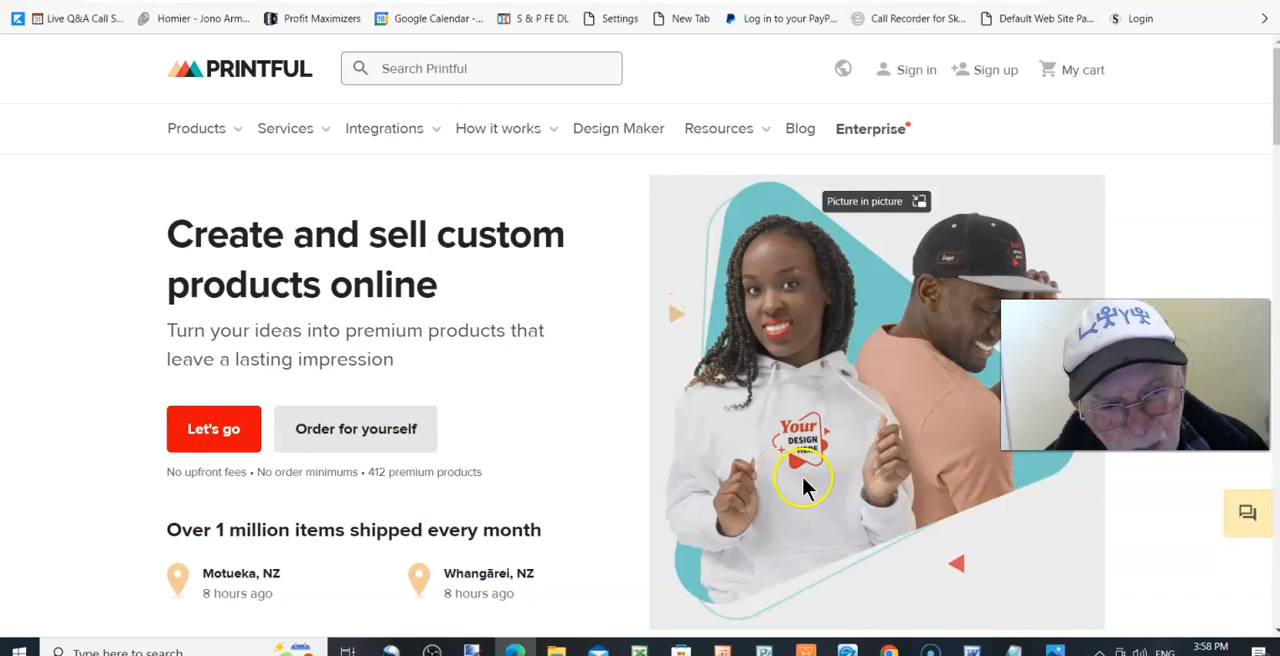 Live Q&A Call S...
Homier - Jono Arm...
Profit Maximizers
Google Calendar -...
S & P FE DL
Settings
New Tab
Log in to your PayP...
Call Recorder for Sk...
Default Web Site Pa...
Login
PRINTFUL
Search Printful
Sign in
Sign up
My cart
Products
Services
Integrations
How it works
Design Maker
Resources
Blog
Enterprise
Create and sell custom
products online
Turn your ideas into premium products that
leave a lasting impression
Let's go
Order for yourself
No upfront fees • No order minimums • 412 premium products
Over 1 million items shipped every month
Motueka, NZ
8 hours ago
Whangārei, NZ
8 hours ago
Picture in picture
Logo
Your
DESIGN
HERE
Type here to search
ENG
3:58 PM